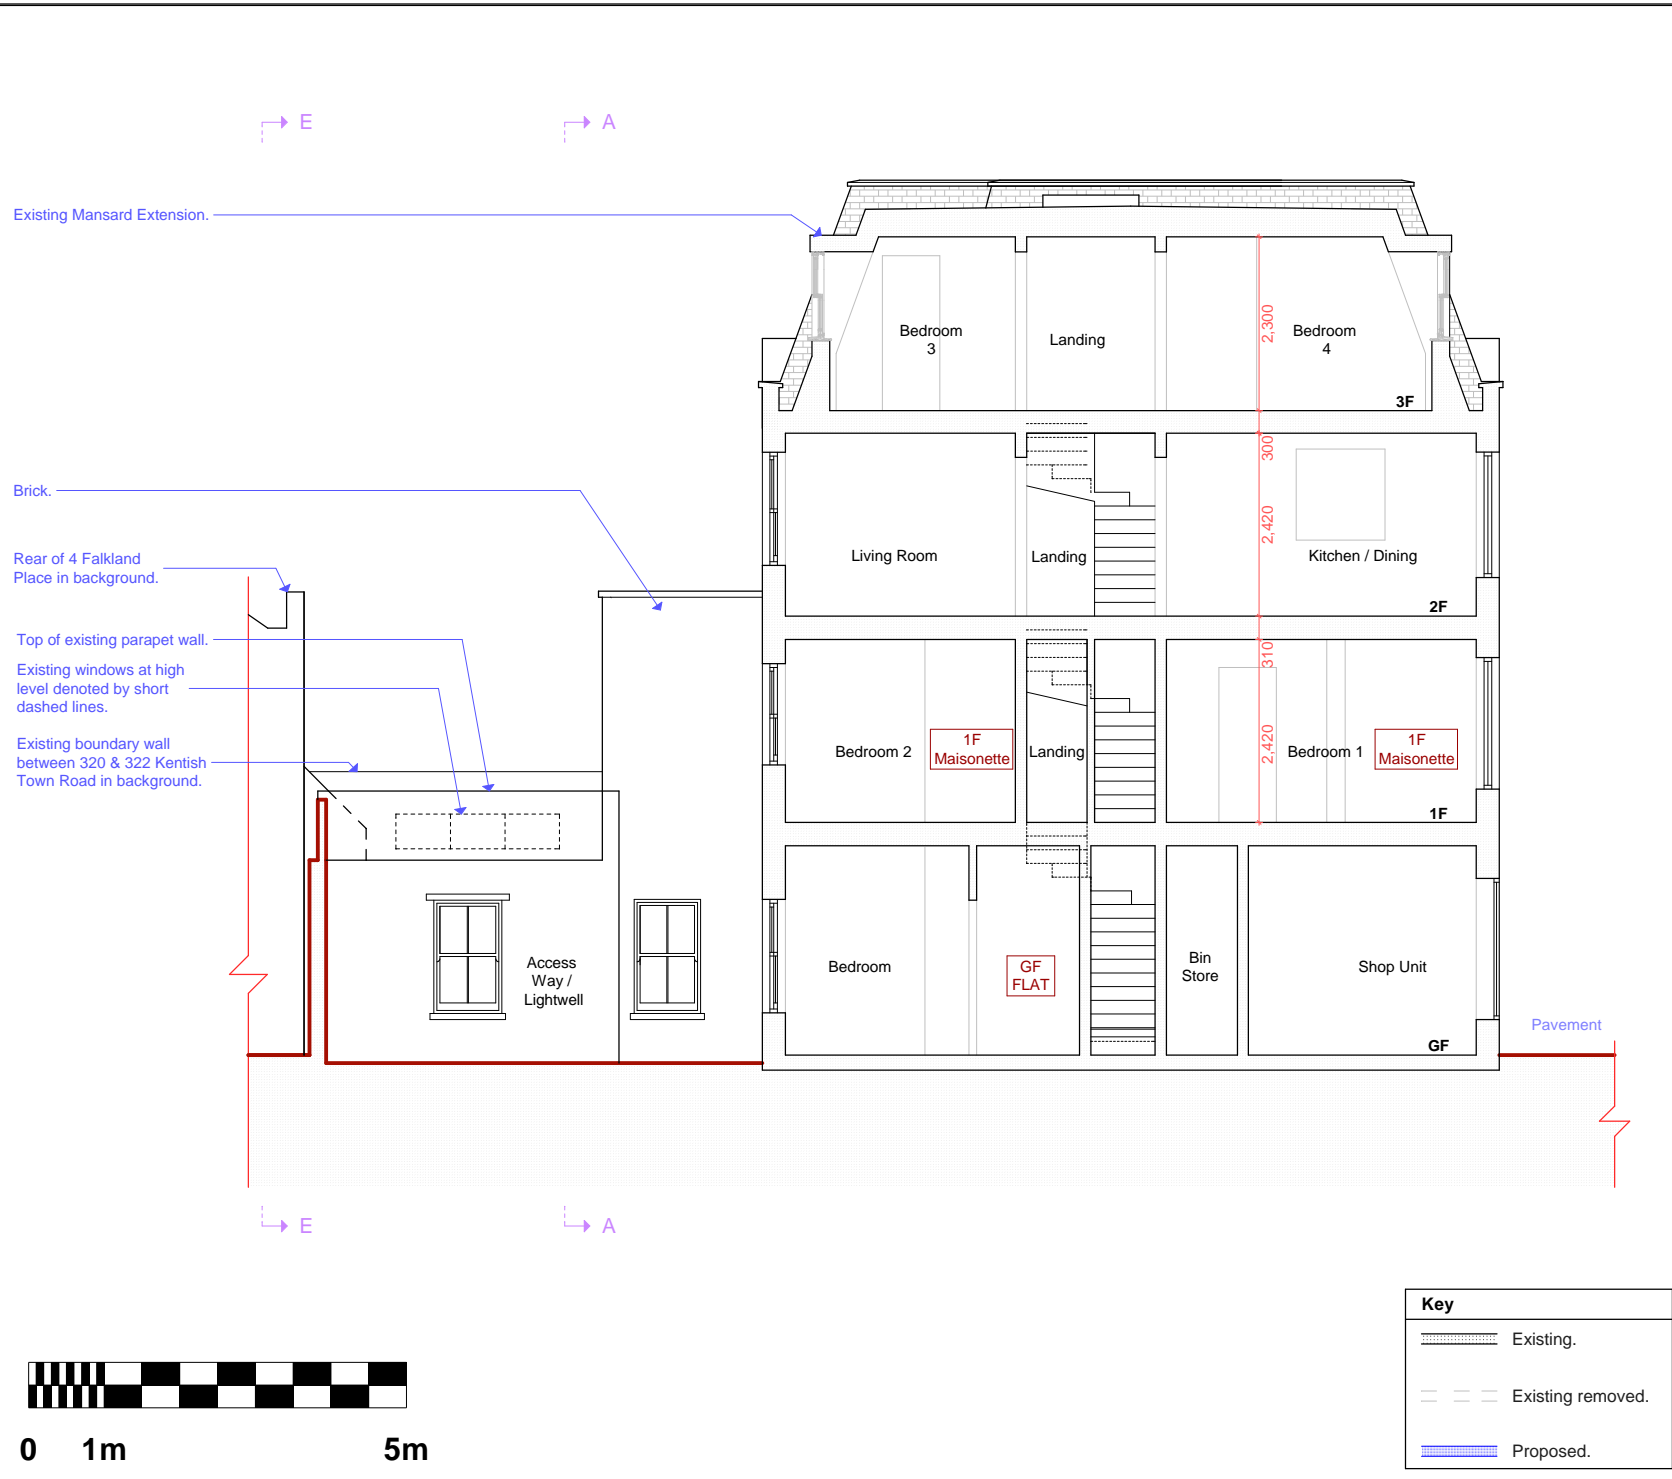 E
A
Existing Mansard Extension.
2,300
Bedroom
3
Landing
Bedroom
4
3F
300
Brick.
2,420
Living Room
Landing
Kitchen / Dining
Rear of 4 Falkland
Place in background.
2F
Top of existing parapet wall.
310
Existing windows at high
level denoted by short
dashed lines.
Existing boundary wall
between 320 & 322 Kentish
Town Road in background.
Bedroom 2
1F
Maisonette
Landing
2,420
Bedroom 1
1F
Maisonette
1F
Access
Way /
Lightwell
Bedroom
GF
FLAT
Bin
Store
Shop Unit
Pavement
GF
E
A
Key
Existing.
Existing removed.
Proposed.
0
1m
5m